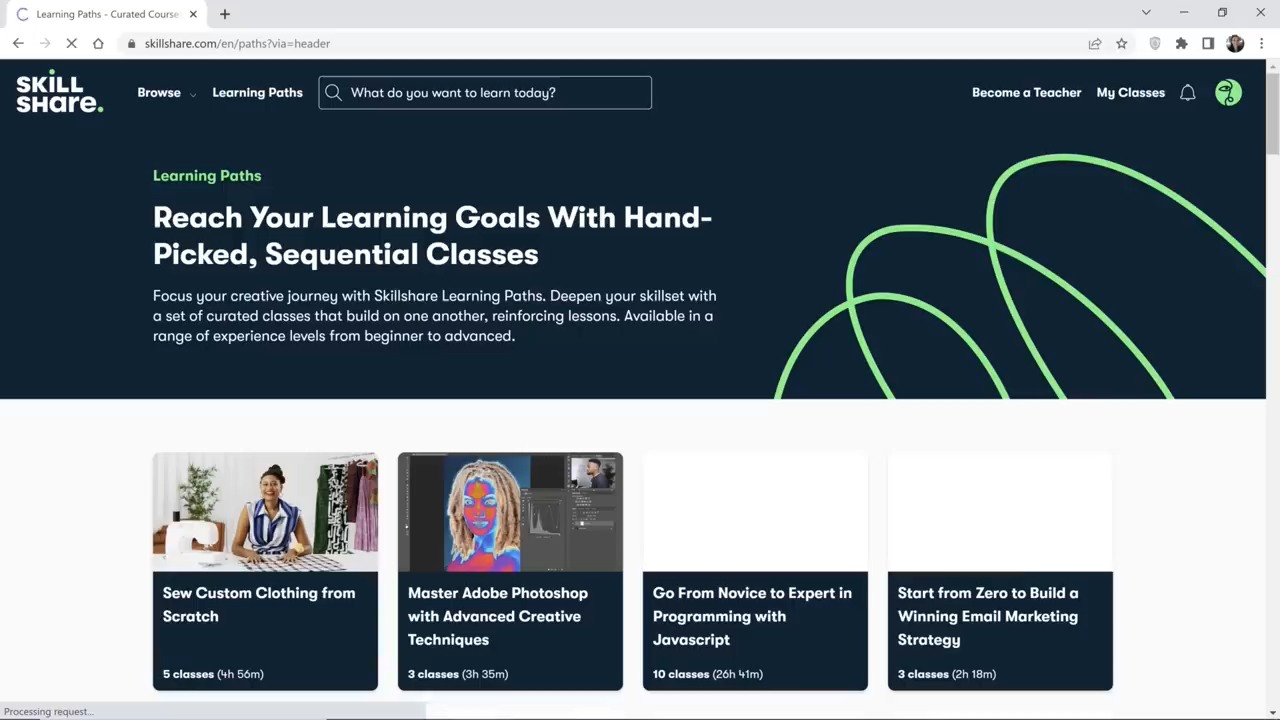 Learning Paths - Curated Course
skillshare.com/en/paths?via=header
SKILL
SHARE.
Browse
Learning Paths
What do you want to learn today?
Become a Teacher
My Classes
Learning Paths
Reach Your Learning Goals With Hand-
Picked, Sequential Classes
Focus your creative journey with Skillshare Learning Paths. Deepen your skillset with
a set of curated classes that build on one another, reinforcing lessons. Available in a
range of experience levels from beginner to advanced.
Sew Custom Clothing from
Scratch
5 classes (4h 56m)
Master Adobe Photoshop
with Advanced Creative
Techniques
3 classes (3h 35m)
Go From Novice to Expert in
Programming with
Javascript
10 classes (26h 41m)
Start from Zero to Build a
Winning Email Marketing
Strategy
3 classes (2h 18m)
Processing request...